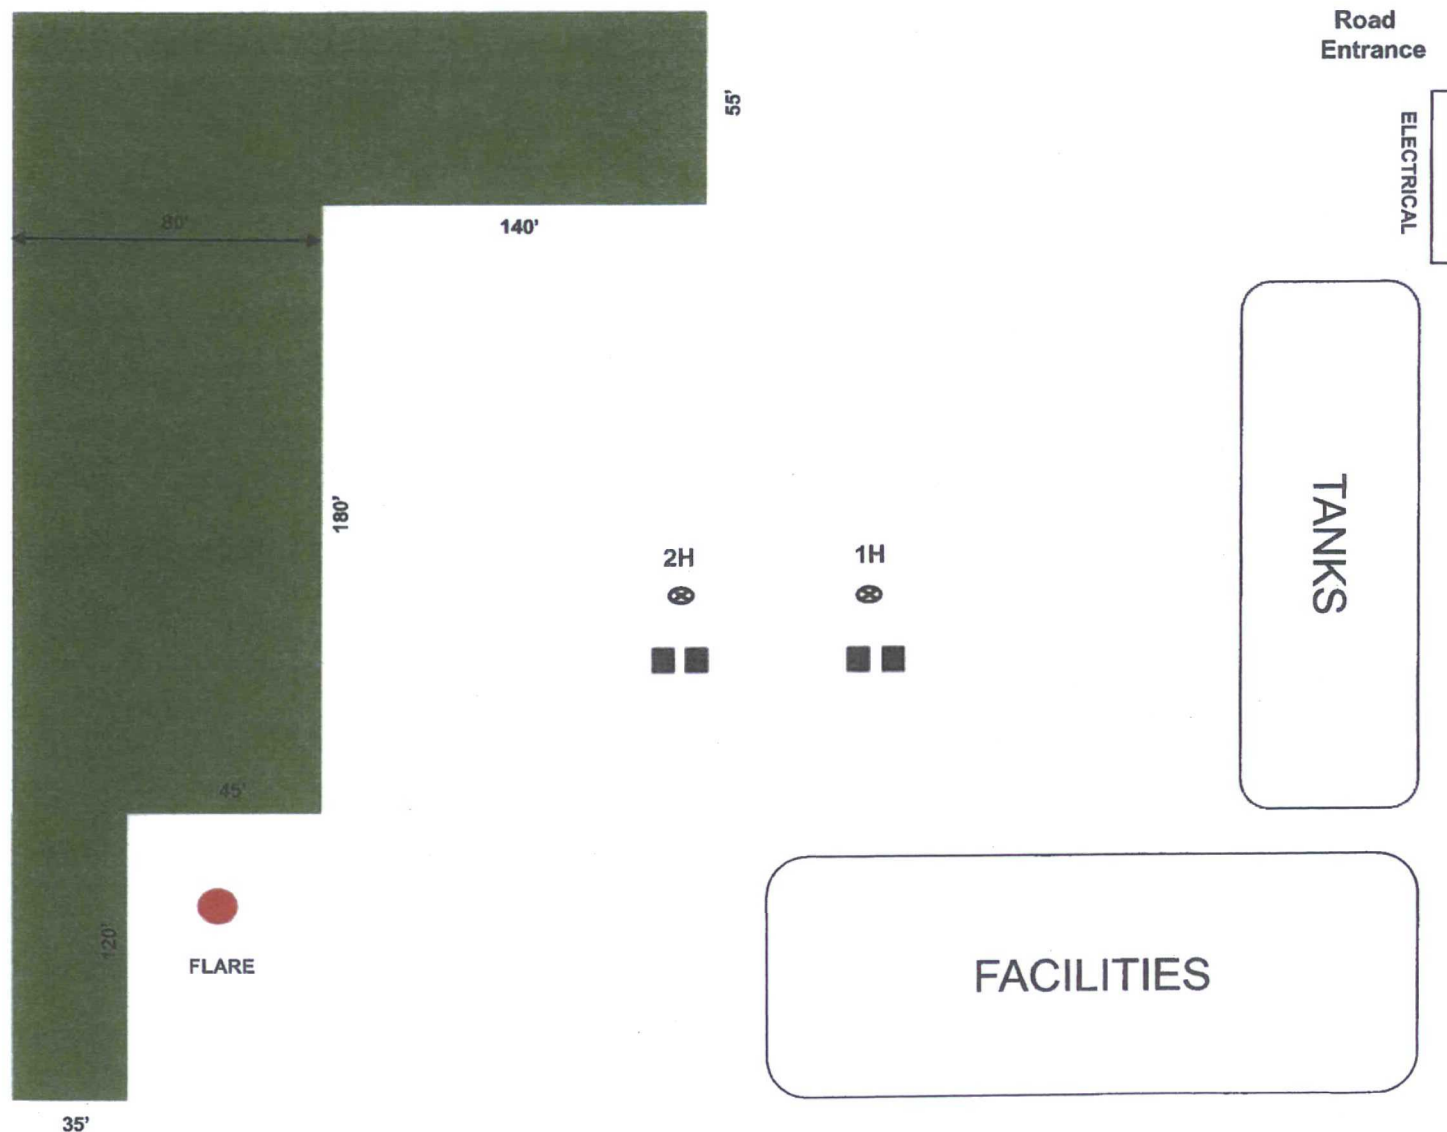 Road
Entrance
55'
ELECTRICAL
80'
140'
180'
TANKS
2H
1H
45'
120'
FLARE
FACILITIES
35'